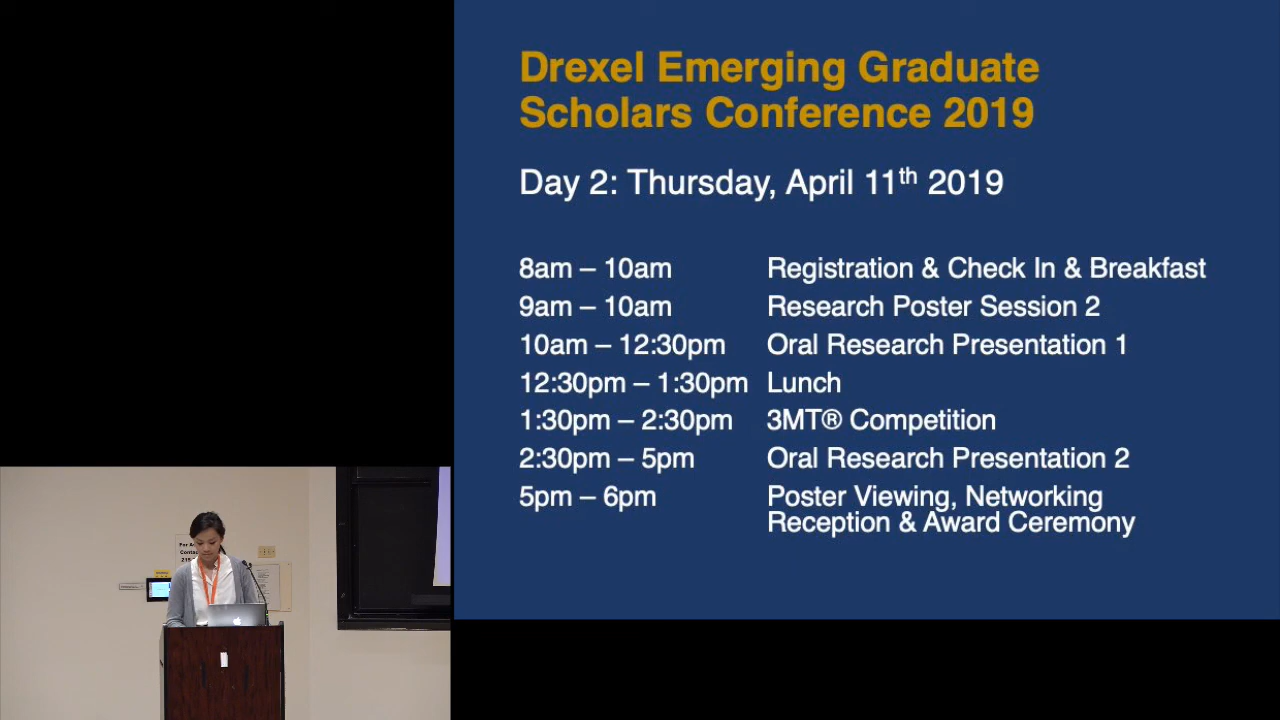 Drexel Emerging Graduate
Scholars Conference 2019
Day 2: Thursday, April 11th 2019
8am – 10am Registration & Check In & Breakfast
9am – 10am Research Poster Session 2
10am – 12:30pm Oral Research Presentation 1
12:30pm – 1:30pm Lunch
1:30pm – 2:30pm 3MT® Competition
2:30pm – 5pm Oral Research Presentation 2
5pm – 6pm Poster Viewing, Networking
Reception & Award Ceremony
For